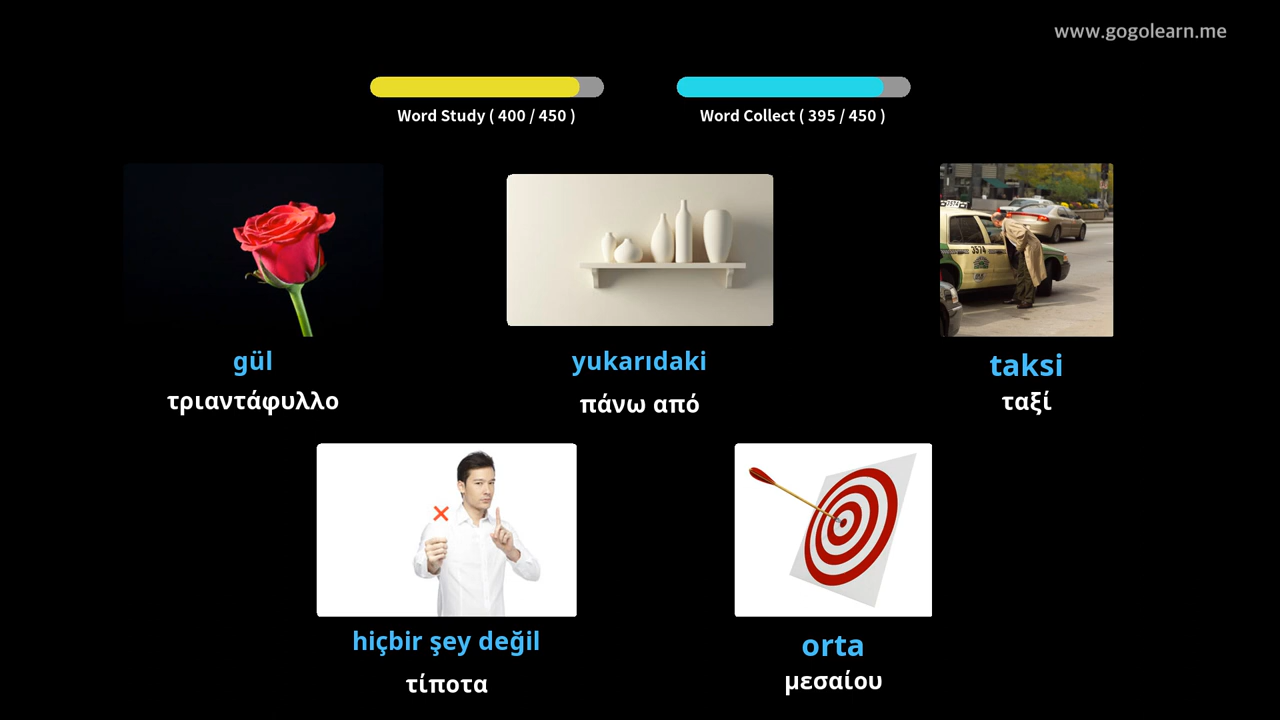 www.gogolearn.me
Word Study ( 400 / 450 )
Word Collect ( 395 / 450 )
3574
gül
yukarıdaki
taksi
τριαντάφυλλο
πάνω από
ταξί
hiçbir şey değil
orta
τίποτα
μεσαίου